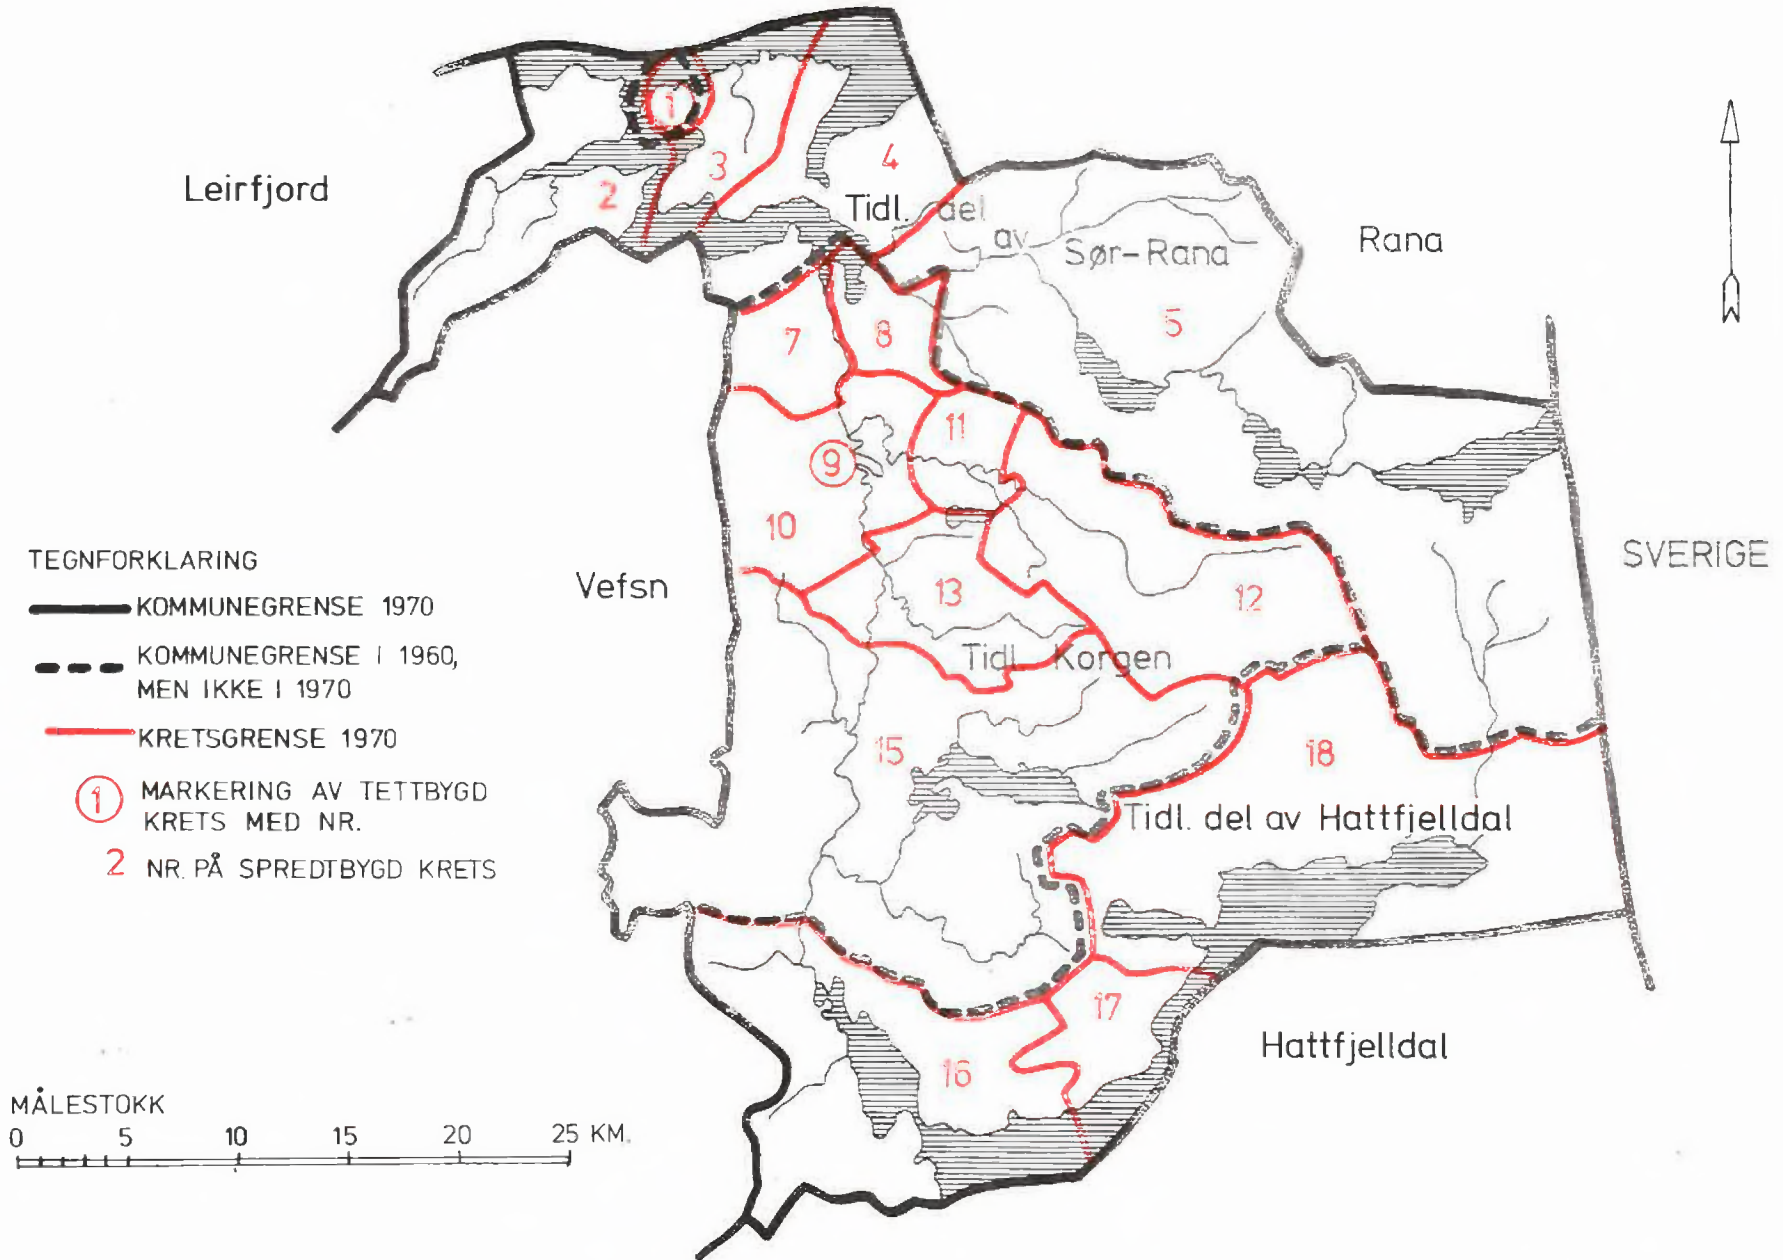 1
2
3
4
Leirfjord
Tidl. del
av
Sør-Rana
Rana
5
7
8
11
9
10
12
13
SVERIGE
Vefsn
Tidl. Korgen
15
18
Tidl. del av Hattfjelldal
17
16
Hattfjelldal
TEGNFORKLARING
KOMMUNEGRENSE 1970
KOMMUNEGRENSE I 1960,
MEN IKKE I 1970
KRETSGRENSE 1970
1 MARKERING AV TETTBYGD
KRETS MED NR.
2 NR. PÅ SPREDTBYGD KRETS
MÅLESTOKK
0 5 10 15 20 25 KM.